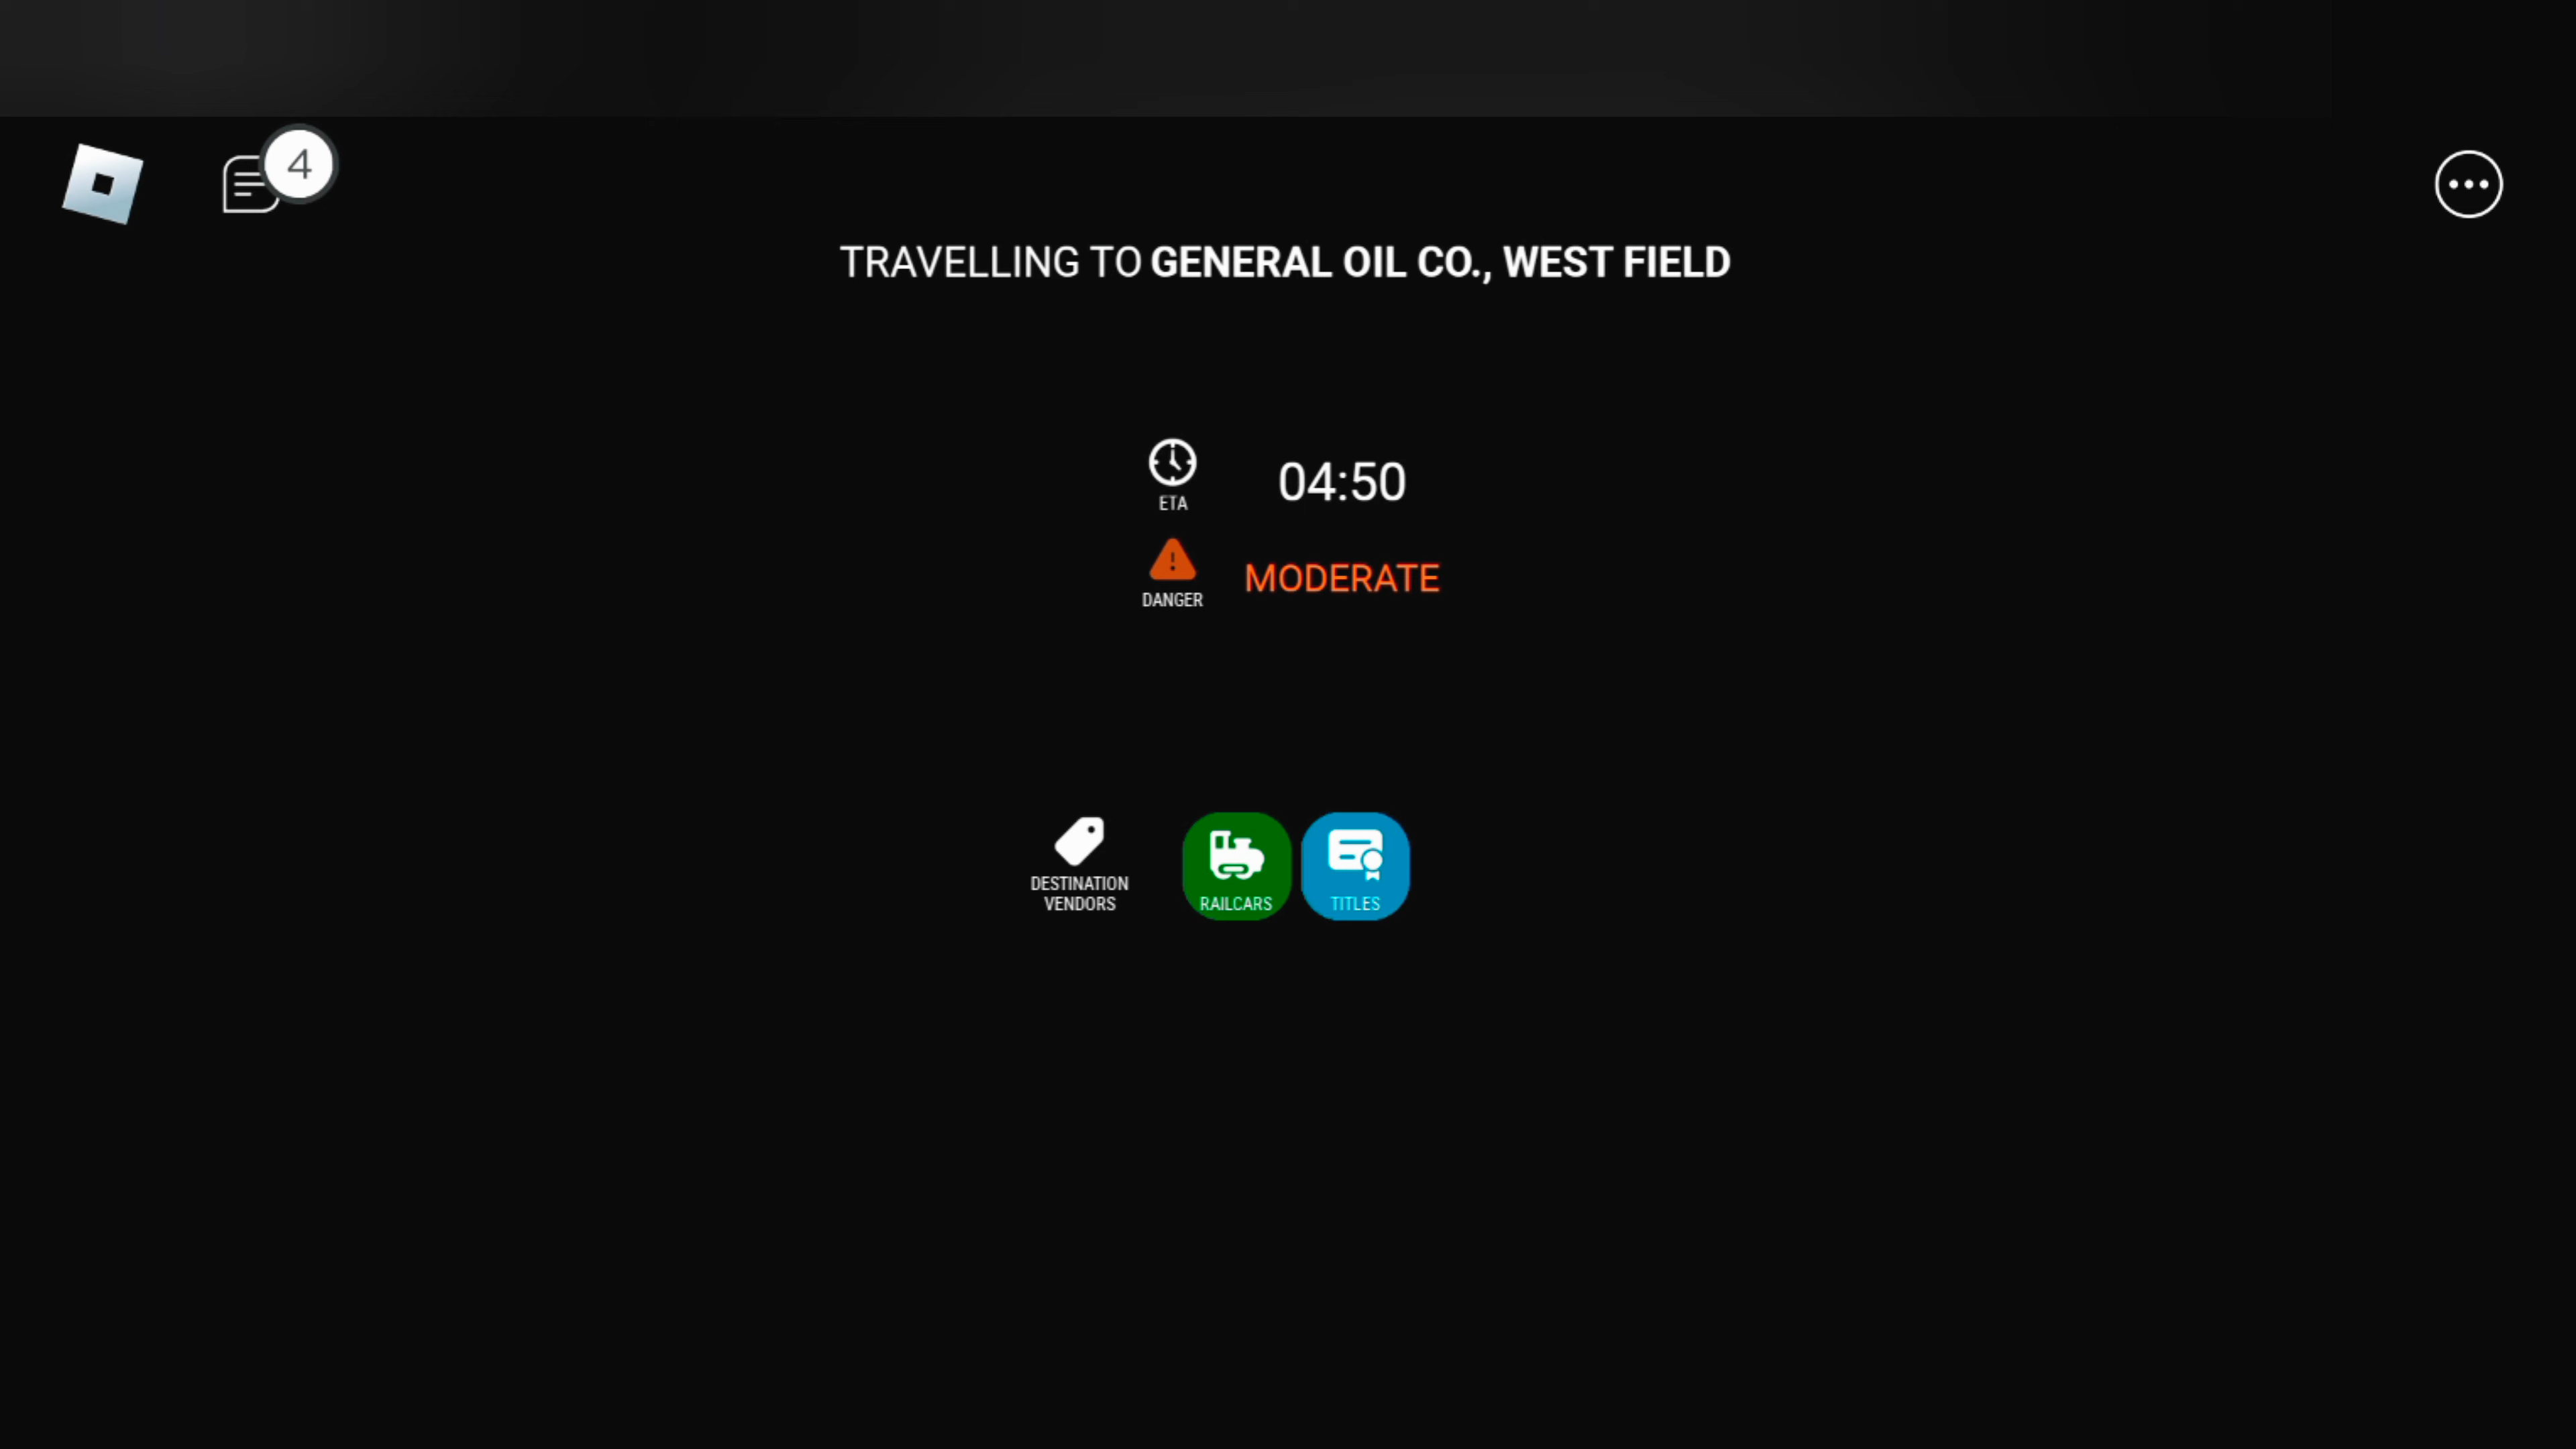 4
TRAVELLING TO GENERAL OIL CO., WEST FIELD
04:50
ETA
MODERATE
DANGER
DESTINATION
VENDORS
RAILCARS
TITLES